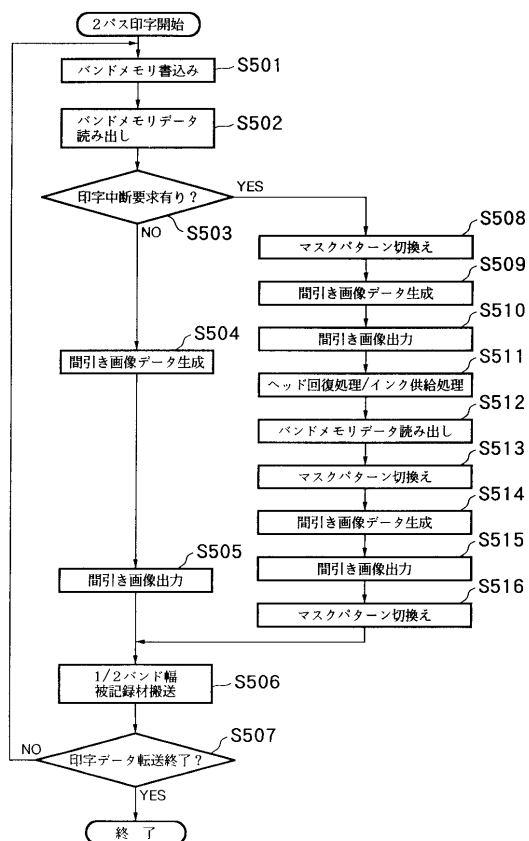 2パス印字開始
バンドメモリ書込み
S501
バンドメモリデータ
読み出し
S502
印字中断要求有り？
YES
NO
S503
マスクパターン切換え
S508
間引き画像データ生成
S509
間引き画像出力
S510
ヘッド回復処理/インク供給処理
S511
バンドメモリデータ読み出し
S512
マスクパターン切換え
S513
間引き画像データ生成
S514
間引き画像出力
S515
マスクパターン切換え
S516
間引き画像データ生成
S504
間引き画像出力
S505
1/2バンド幅
被記録材搬送
S506
印字データ転送終了？
S507
NO
YES
終 了